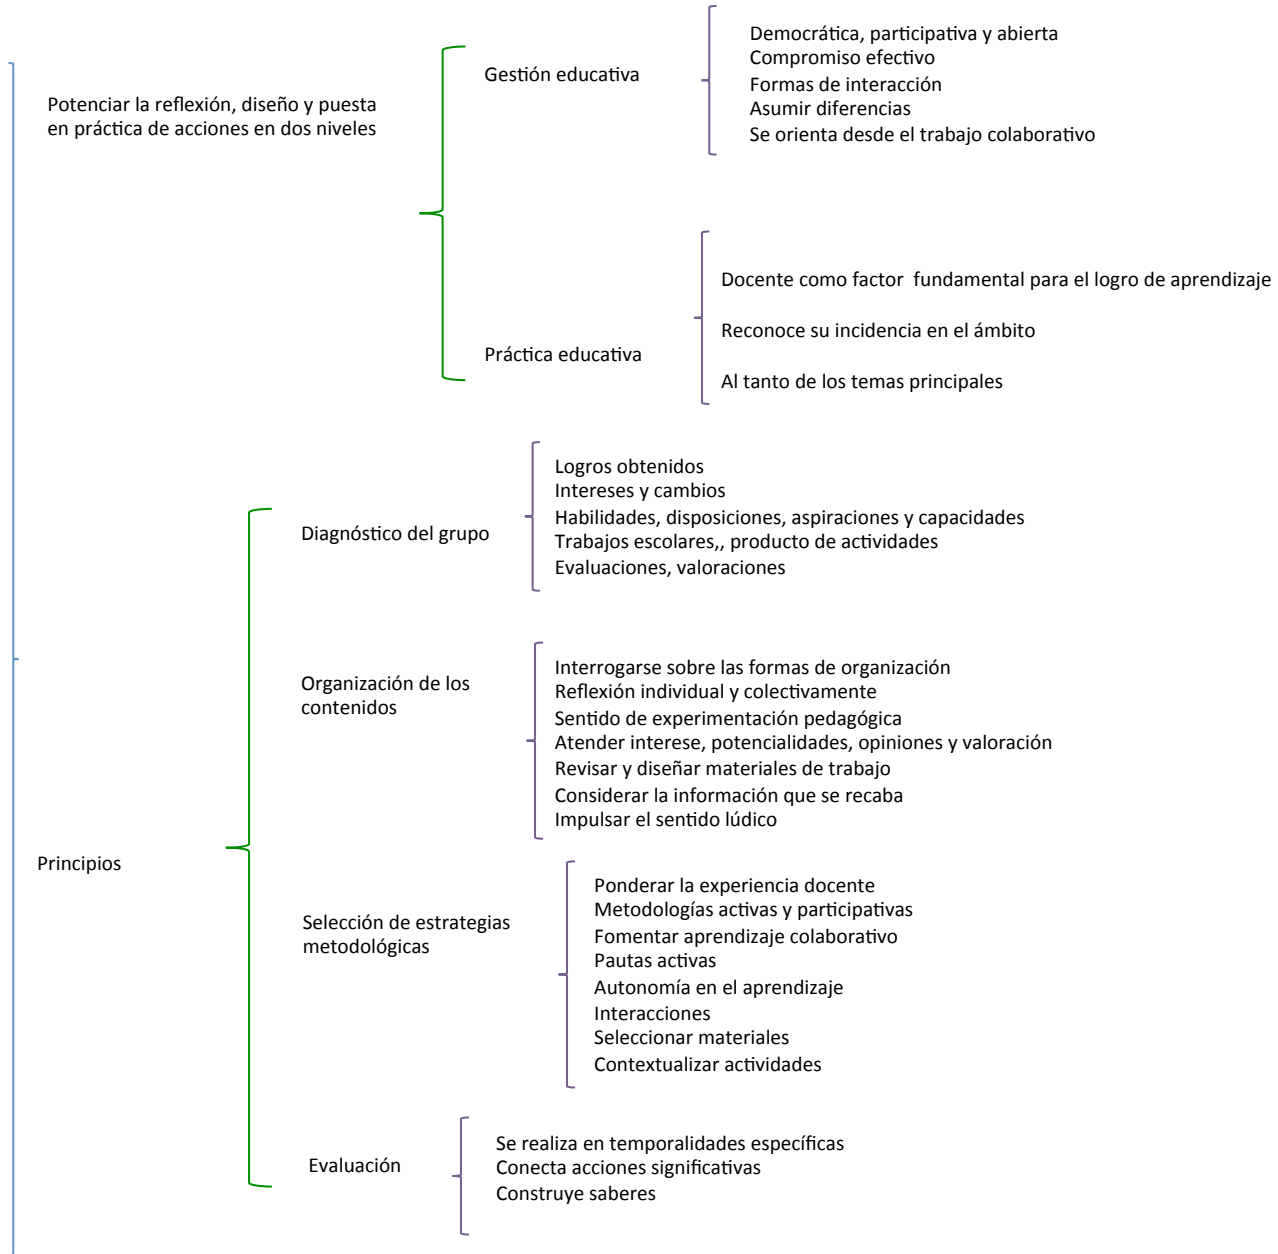 Potenciar la reflexión, diseño y puesta
en práctica de acciones en dos niveles
Gestión educativa
Democrática, participativa y abierta
Compromiso efectivo
Formas de interacción
Asumir diferencias
Se orienta desde el trabajo colaborativo
Práctica educativa
Docente como factor  fundamental para el logro de aprendizaje
Reconoce su incidencia en el ámbito
Al tanto de los temas principales
Principios
Diagnóstico del grupo
Logros obtenidos
Intereses y cambios
Habilidades, disposiciones, aspiraciones y capacidades
Trabajos escolares,, producto de actividades
Evaluaciones, valoraciones
Organización de los
contenidos
Interrogarse sobre las formas de organización
Reflexión individual y colectivamente
Sentido de experimentación pedagógica
Atender interese, potencialidades, opiniones y valoración
Revisar y diseñar materiales de trabajo
Considerar la información que se recaba
Impulsar el sentido lúdico
Selección de estrategias
metodológicas
Ponderar la experiencia docente
Metodologías activas y participativas
Fomentar aprendizaje colaborativo
Pautas activas
Autonomía en el aprendizaje
Interacciones
Seleccionar materiales
Contextualizar actividades
Evaluación
Se realiza en temporalidades específicas
Conecta acciones significativas
Construye saberes